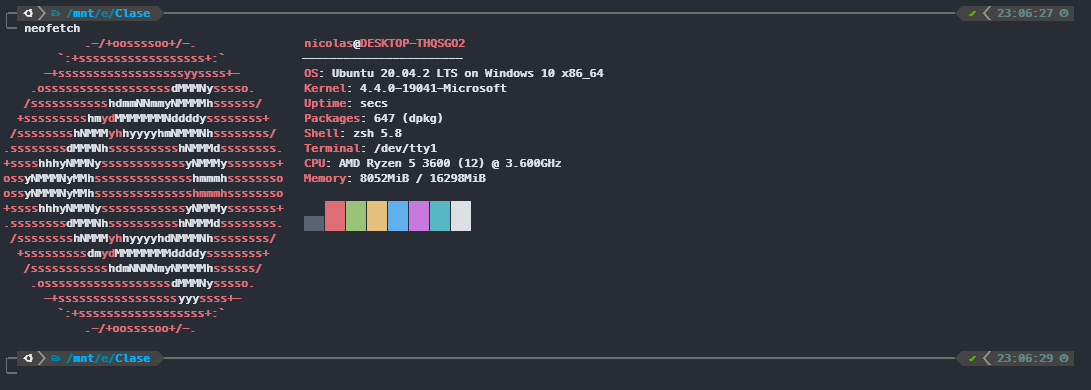 /mnt/e/Clase 23:06:27
neofetch
.-/+oossssoo+/-. nicolas@DESKTOP-THQSGO2
`:+ssssssssssssssssss+:` -----------------------
-+ssssssssssssssssssyyssss+- OS: Ubuntu 20.04.2 LTS on Windows 10 x86_64
.ossssssssssssssssssdMMMNysssso. Kernel: 4.4.0-19041-Microsoft
/ssssssssssshdmmNNmmyNMMMMhssssss/ Uptime: secs
+ssssssssshmydMMMMMMMNddddyssssssss+ Packages: 647 (dpkg)
/sssssssshNMMMyhhyyyyhmNMMMNhssssssss/ Shell: zsh 5.8
.ssssssssdMMMNhsssssssssshNMMMdssssssss. Terminal: /dev/tty1
+sssshhhyNMMNyssssssssssssyNMMMysssssss+ CPU: AMD Ryzen 5 3600 (12) @ 3.600GHz
ossyNMMMNyMMhsssssssssssssshmmmhssssssso Memory: 8052MiB / 16298MiB
ossyNMMMNyMMhsssssssssssssshmmmhssssssso
+sssshhhyNMMNyssssssssssssyNMMMysssssss+
.ssssssssdMMMNhsssssssssshNMMMdssssssss.
/sssssssshNMMMyhhyyyyhdNMMMNhssssssss/
+sssssssssdmydMMMMMMMMddddyssssssss+
/ssssssssssshdmNNNNmyNMMMMhssssss/
.ossssssssssssssssssdMMMNysssso.
-+sssssssssssssssssyyyssss+-
`:+ssssssssssssssssss+:`
.-/+oossssoo+/-.
/mnt/e/Clase 23:06:29